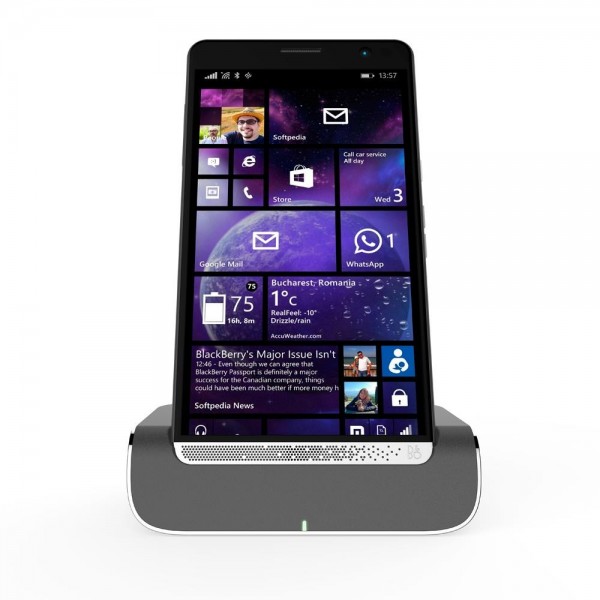 13:57
Softpedia
Call car service
All day
Store
Wed 3
Google Mail
1
WhatsApp
75
75
16h, 8m
Bucharest, Romania
1°C
RealFeel: -10°
Drizzle/rain
AccuWeather.com
BlackBerry's Major Issue Isn't
12:46 - Even though we can agree that
BlackBerry Passport is definitely a major
success for the Canadian company, things
could have been much better if more money h
Softpedia News
B&O